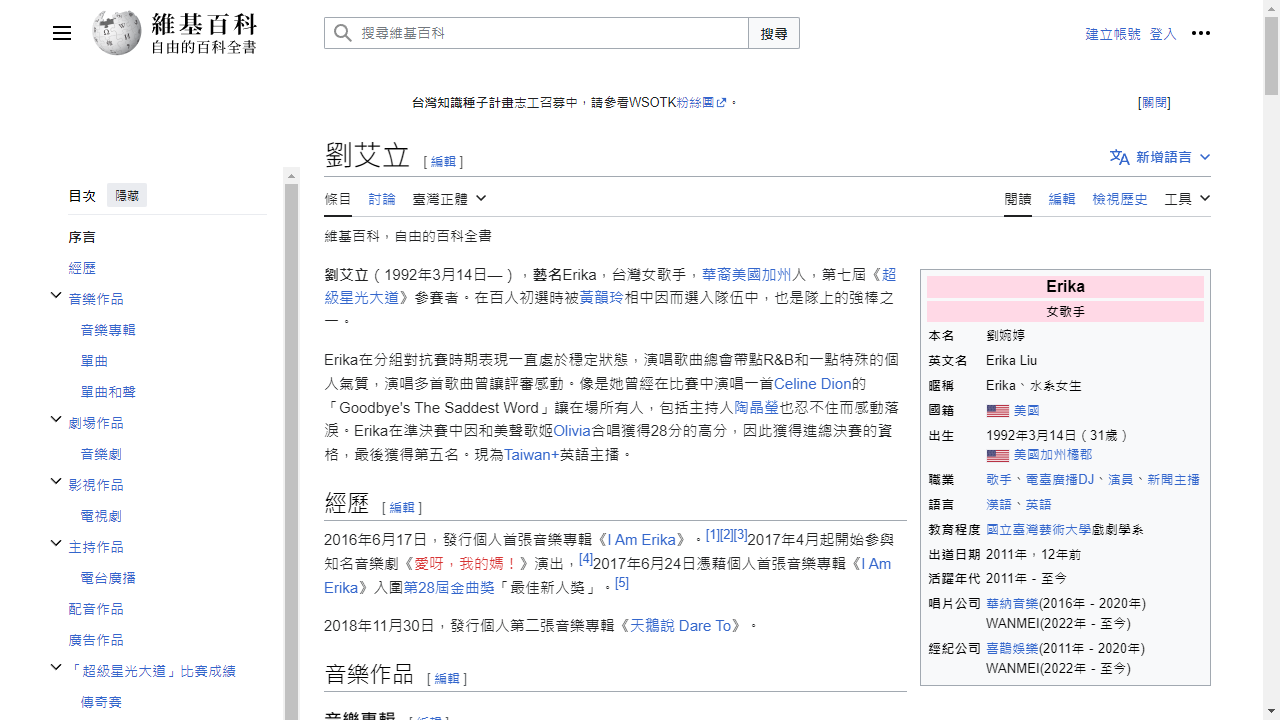 維基百科
自由的百科全書
搜尋維基百科
搜尋
建立帳號 登入
台灣知識種子計畫志工召募中，請參看WSOTK粉絲團。
[關閉]
劉艾立 [編輯]
新增語言
條目 討論 臺灣正體
閱讀 編輯 檢視歷史 工具
維基百科，自由的百科全書
目次 隱藏
序言
經歷
音樂作品
音樂專輯
單曲
單曲和聲
劇場作品
音樂劇
影視作品
電視劇
主持作品
電台廣播
配音作品
廣告作品
「超級星光大道」比賽成績
傳奇賽
劉艾立（1992年3月14日—），藝名Erika，台灣女歌手，華裔美國加州人，第七屆《超
級星光大道》參賽者。在百人初選時被黃韻玲相中因而選入隊伍中，也是隊上的強棒之
一。
Erika在分組對抗賽時期表現一直處於穩定狀態，演唱歌曲總會帶點R&B和一點特殊的個
人氣質，演唱多首歌曲曾讓評審感動。像是她曾經在比賽中演唱一首Celine Dion的
「Goodbye's The Saddest Word」讓在場所有人，包括主持人陶晶瑩也忍不住而感動落
淚。Erika在準決賽中因和美聲歌姬Olivia合唱獲得28分的高分，因此獲得進總決賽的資
格，最後獲得第五名。現為Taiwan+英語主播。
經歷 [編輯]
2016年6月17日，發行個人首張音樂專輯《I Am Erika》。[1][2][3]2017年4月起開始參與
知名音樂劇《愛呀，我的媽！》演出，[4]2017年6月24日憑藉個人首張音樂專輯《I Am
Erika》入圍第28屆金曲獎「最佳新人獎」。[5]
2018年11月30日，發行個人第二張音樂專輯《天鵝說 Dare To》。
音樂作品 [編輯]
音樂專輯 [編輯]
Erika
女歌手
本名 劉婉婷
英文名 Erika Liu
暱稱 Erika、水系女生
國籍 美國
出生 1992年3月14日（31歲）
美國加州橘郡
職業 歌手、電臺廣播DJ、演員、新聞主播
語言 漢語、英語
教育程度 國立臺灣藝術大學戲劇學系
出道日期 2011年，12年前
活躍年代 2011年 - 至今
唱片公司 華納音樂(2016年 - 2020年)
WANMEI(2022年 - 至今)
經紀公司 喜鵲娛樂(2011年 - 2020年)
WANMEI(2022年 - 至今)